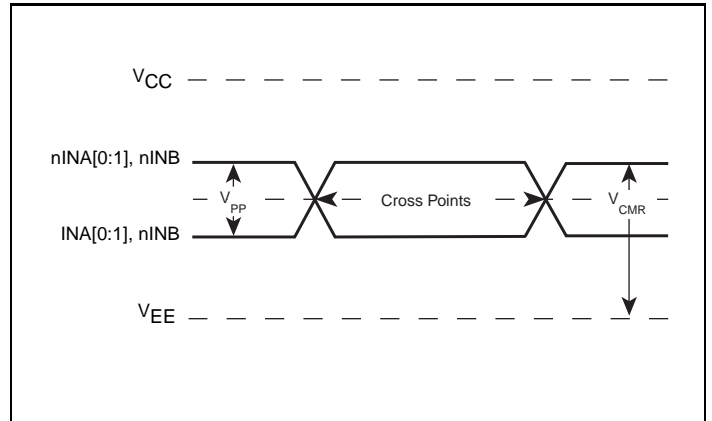 VCC
nINA[0:1], nINB
VPP
Cross Points
VCMR
INA[0:1], nINB
VEE